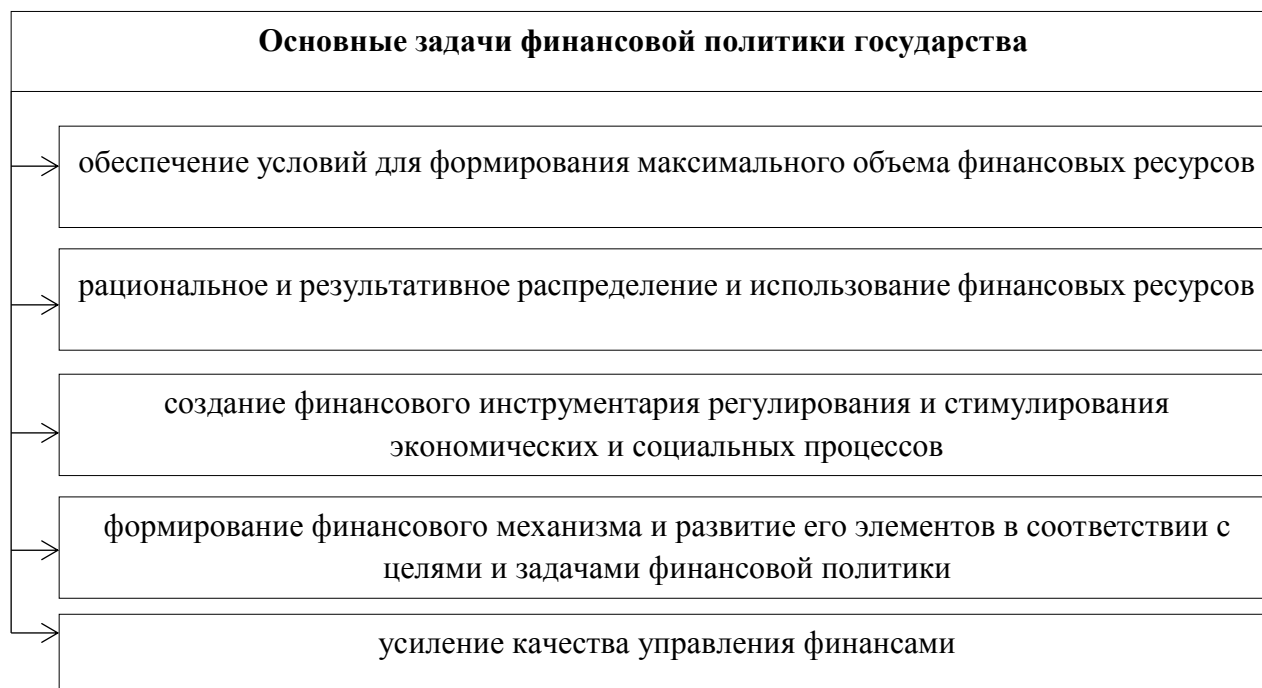 Основные задачи финансовой политики государства
обеспечение условий для формирования максимального объема финансовых ресурсов
рациональное и результативное распределение и использование финансовых ресурсов
создание финансового инструментария регулирования и стимулирования
экономических и социальных процессов
формирование финансового механизма и развитие его элементов в соответствии с
целями и задачами финансовой политики
усиление качества управления финансами